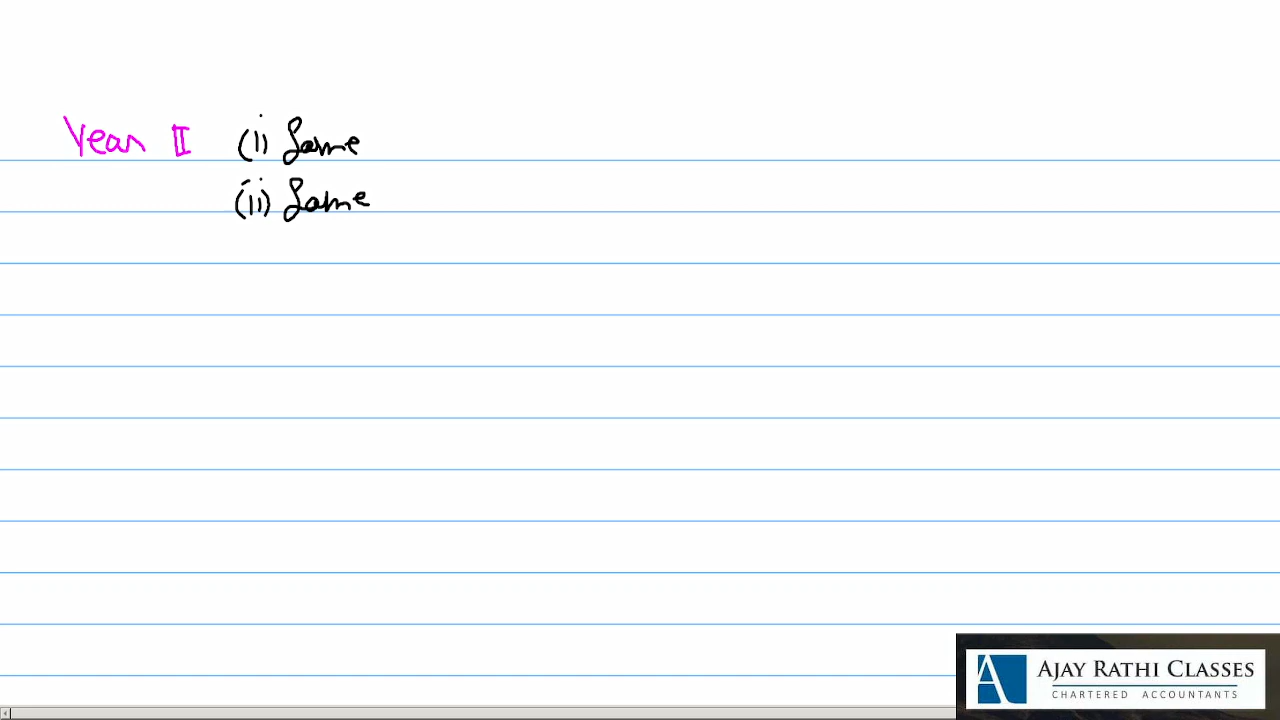 Year II (i) Same
(ii) Same
AJAY RATHI CLASSES
CHARTERED ACCOUNTANTS